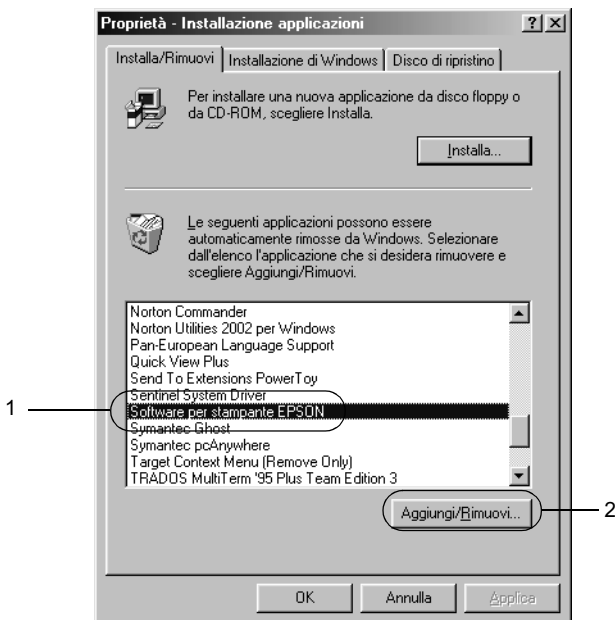 Proprietà - Installazione applicazioni
Installa/Rimuovi
Installazione di Windows
Disco di ripristino
Per installare una nuova applicazione da disco floppy o
da CD-ROM, scegliere Installa.
Installa...
Le seguenti applicazioni possono essere
automaticamente rimosse da Windows. Selezionare
dall'elenco l'applicazione che si desidera rimuovere e
scegliere Aggiungi/Rimuovi.
Norton Commander
Norton Utilities 2002 per Windows
Pan-European Language Support
Quick View Plus
Send To Extensions PowerToy
Sentinel System Driver
1
Software per stampante EPSON
Symantec Ghost
Symantec pcAnywhere
Target Context Menu (Remove Only)
TRADOS MultiTerm '95 Plus Team Edition 3
Aggiungi/Rimuovi...
2
OK
Annulla
Applica